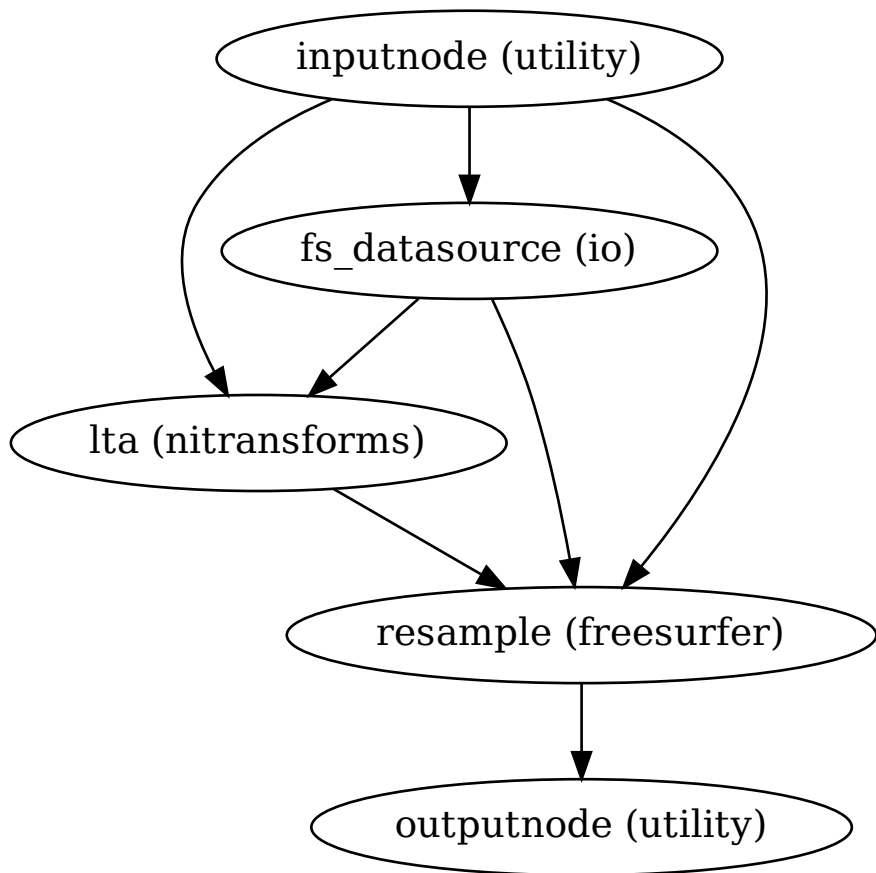 inputnode (utility)
fs_datasource (io)
lta (nitransforms)
resample (freesurfer)
outputnode (utility)